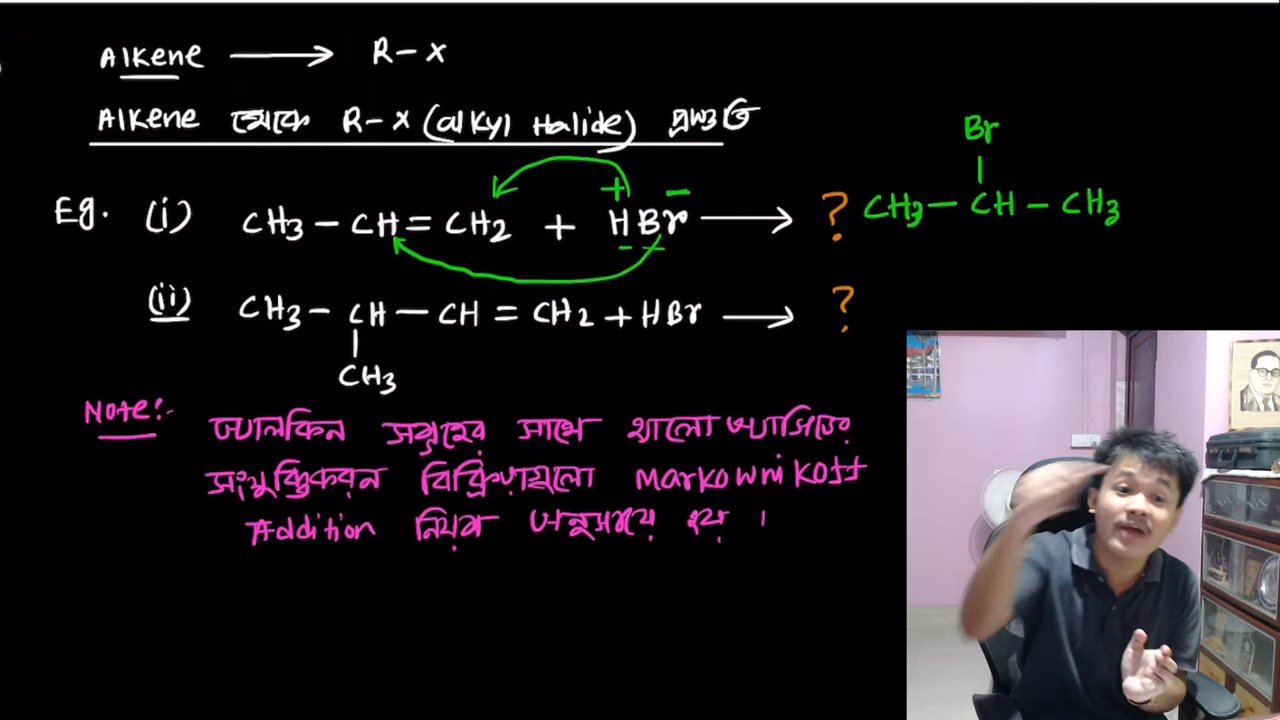 Alkene ⟶ R-X
Alkene থেকে R-X (alkyl Halide) প্রস্তুতি
Br
|
Eg. (i) CH3 - CH = CH2 + HBr ⟶ ? CH3 - CH - CH3
+ -
(ii) CH3 - CH - CH = CH2 + HBr ⟶ ?
|
CH3
Note:- অ্যালকিন সমূহের সাথে হ্যালো অ্যাসিডের
সংযুক্তিকরন বিক্রিয়াগুলো Markownikoff
Addition নিয়ম অনুসারে হয় ।